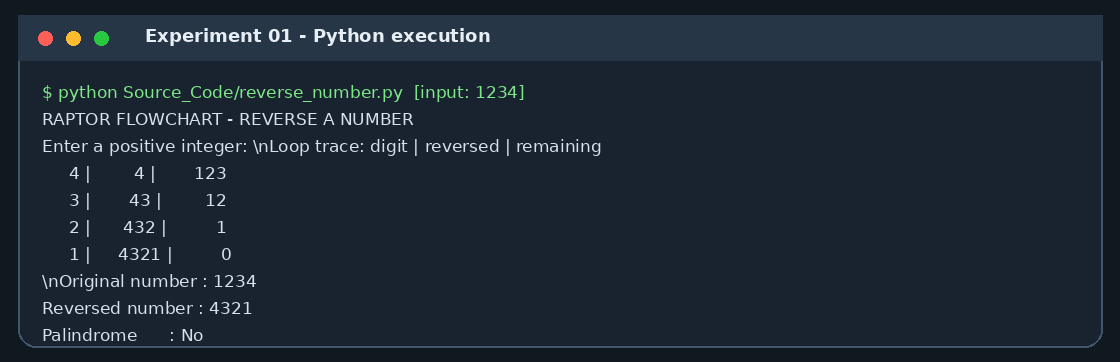 Experiment 01 - Python execution
$ python Source_Code/reverse_number.py  [input: 1234]
RAPTOR FLOWCHART - REVERSE A NUMBER
Enter a positive integer: \nLoop trace: digit | reversed | remaining
4 |        4 |       123
3 |       43 |        12
2 |      432 |         1
1 |     4321 |         0
\nOriginal number : 1234
Reversed number : 4321
Palindrome      : No